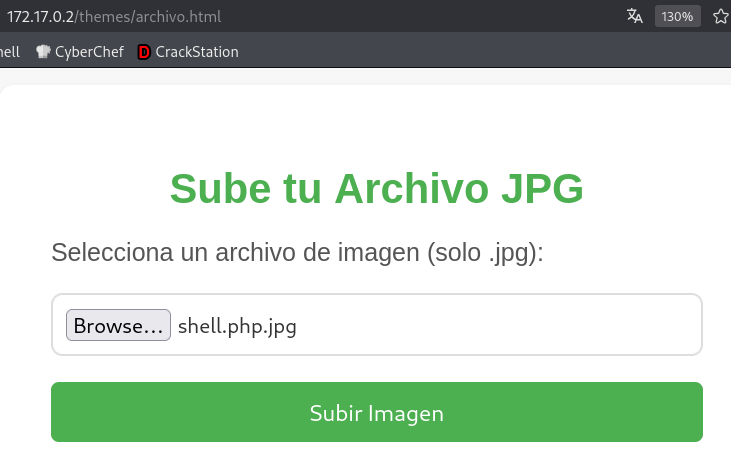 172.17.0.2/themes/archivo.html 130%
hell CyberChef CrackStation
Sube tu Archivo JPG
Selecciona un archivo de imagen (solo .jpg):
Browse... shell.php.jpg
Subir Imagen